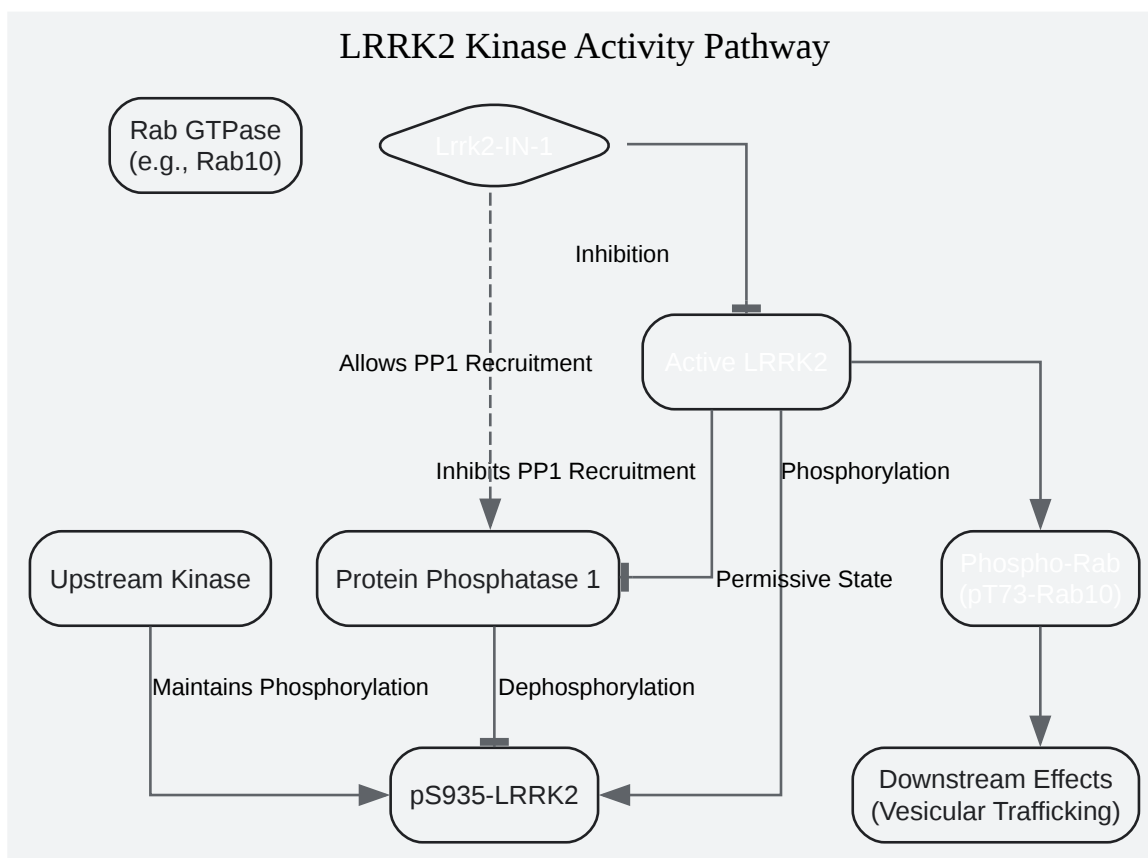 LRRK2 Kinase Activity Pathway
Rab GTPase
(e.g., Rab10)
Lrrk2-IN-1
Inhibition
Allows PP1 Recruitment
Active LRRK2
Inhibits PP1 Recruitment
Phosphorylation
Upstream Kinase
Protein Phosphatase 1
Permissive State
Phospho-Rab
(pT73-Rab10)
Maintains Phosphorylation
Dephosphorylation
pS935-LRRK2
Downstream Effects
(Vesicular Trafficking)